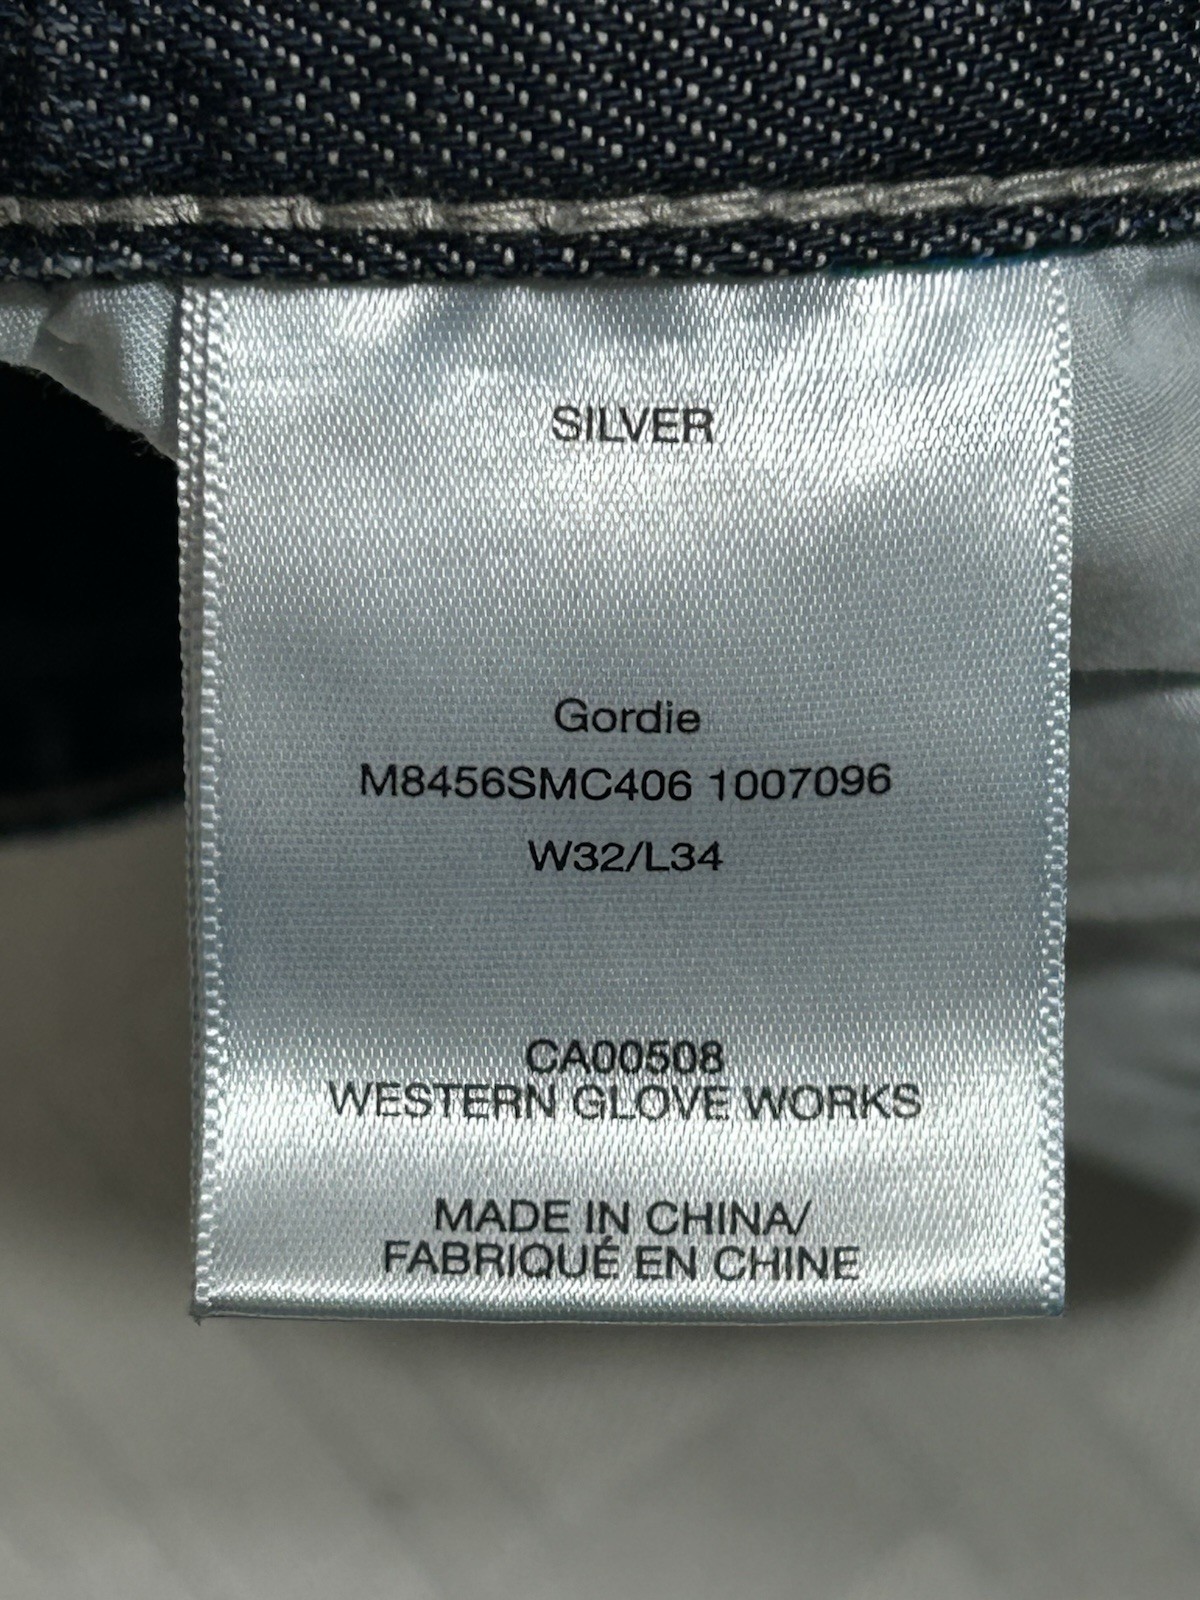 SILVER
Gordie
M8456SMC406 1007096
W32/L34
CA00508
WESTERN GLOVE WORKS
MADE IN CHINA/
FABRIQUÉ EN CHINE